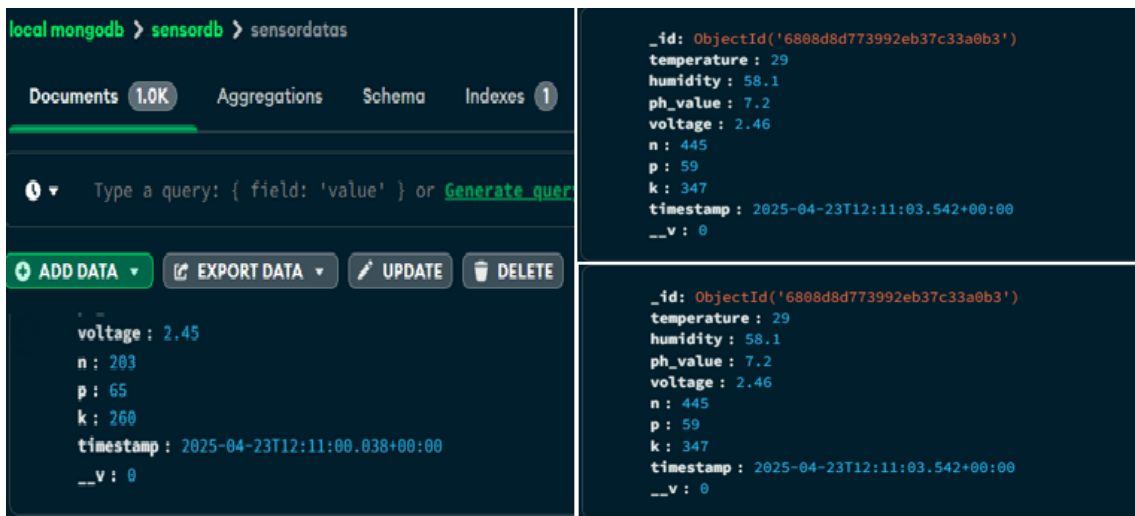 local mongodb > sensordb > sensordatas
Documents 1.0K Aggregations Schema Indexes 1
Type a query: { field: 'value' } or Generate quer
ADD DATA EXPORT DATA UPDATE DELETE
voltage : 2.45
n : 203
p : 65
k : 260
timestamp : 2025-04-23T12:11:00.038+00:00
__v : 0
_id: ObjectId('6808d8d773992eb37c33a0b3')
temperature : 29
humidity : 58.1
ph_value : 7.2
voltage : 2.46
n : 445
p : 59
k : 347
timestamp : 2025-04-23T12:11:03.542+00:00
__v : 0
_id: ObjectId('6808d8d773992eb37c33a0b3')
temperature : 29
humidity : 58.1
ph_value : 7.2
voltage : 2.46
n : 445
p : 59
k : 347
timestamp : 2025-04-23T12:11:03.542+00:00
__v : 0